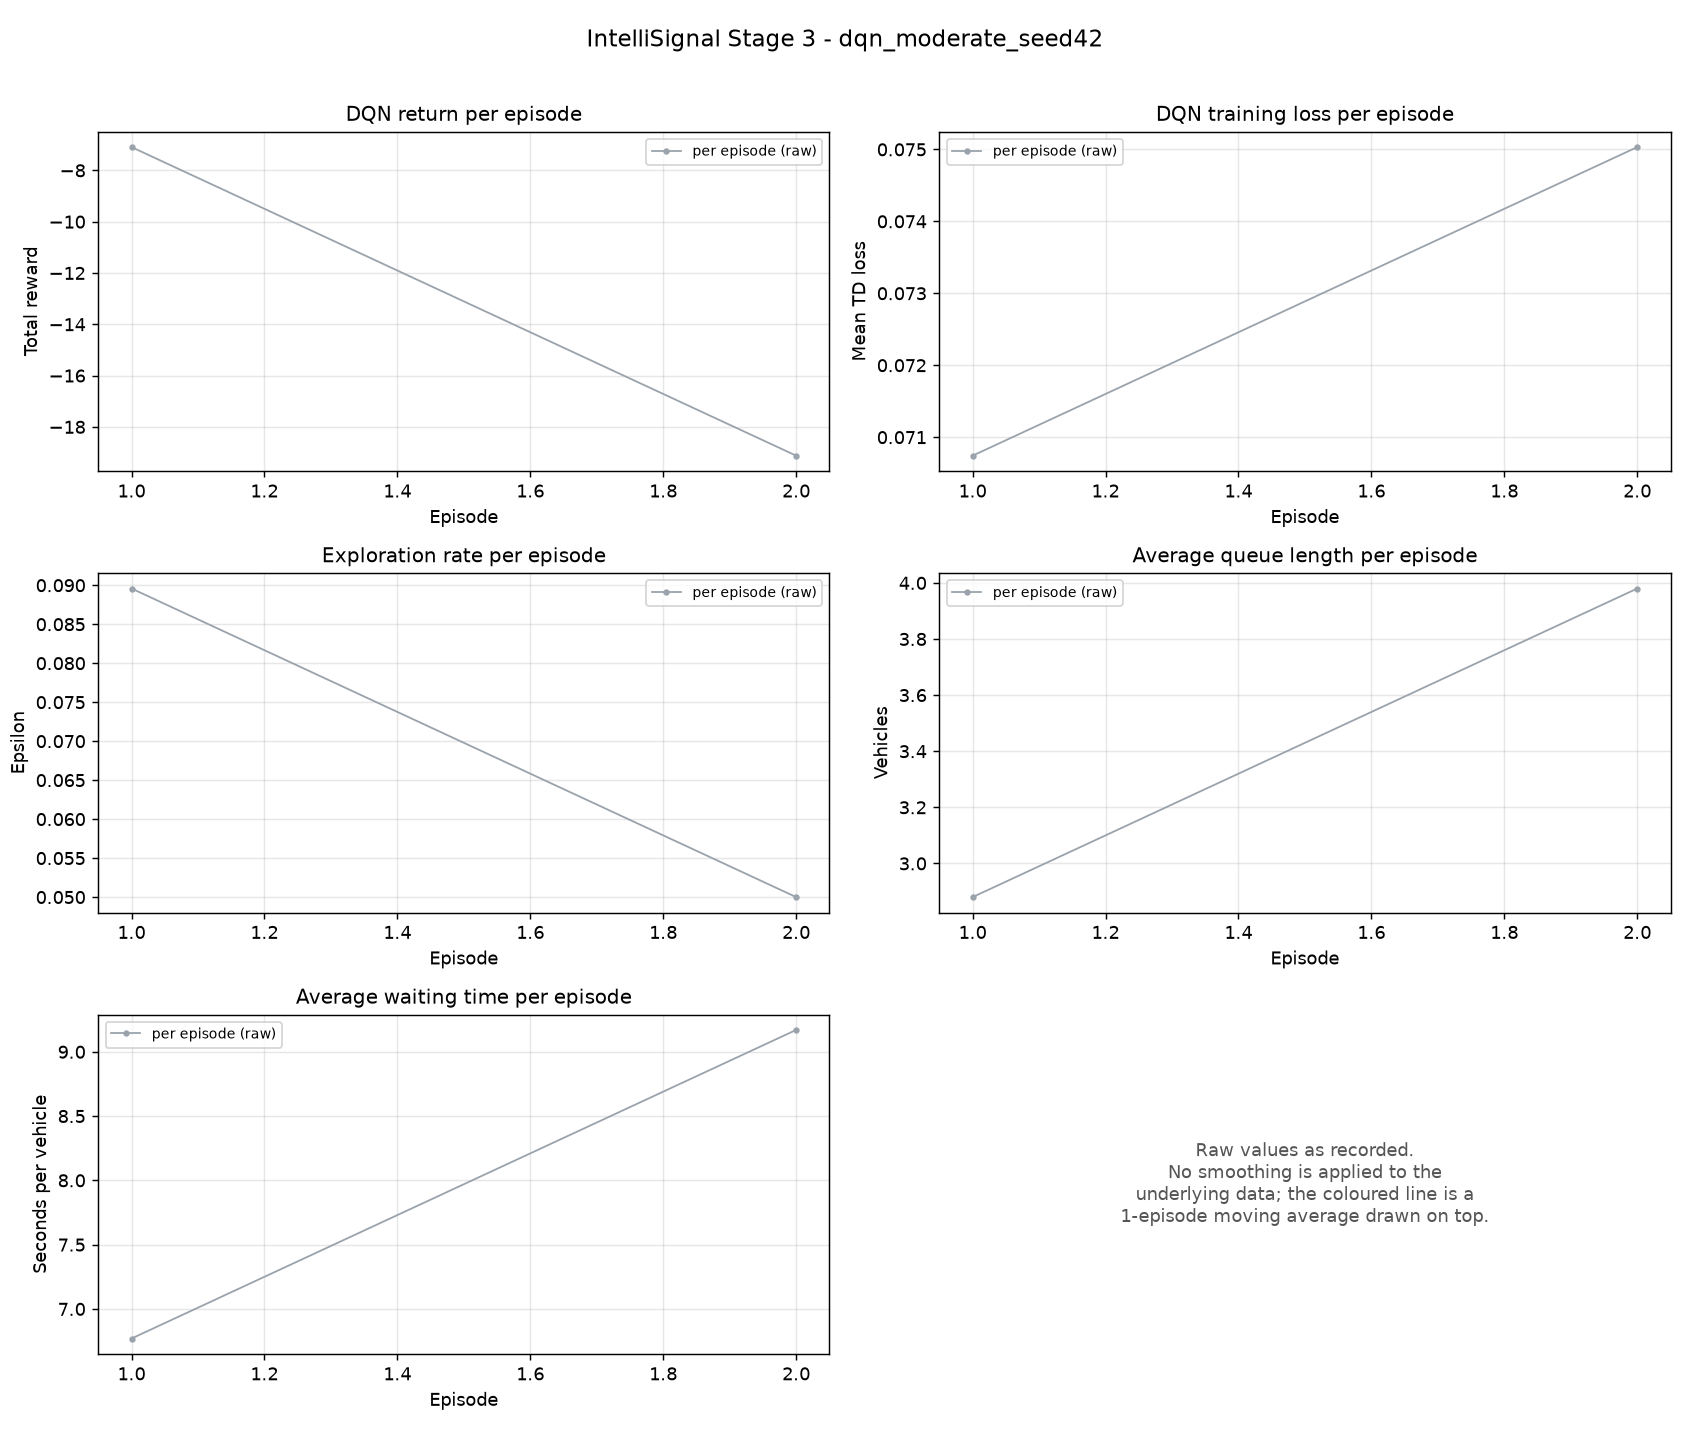 IntelliSignal Stage 3 - dqn_moderate_seed42
DQN return per episode
per episode (raw)
Total reward
−8
−10
−12
−14
−16
−18
1.0 1.2 1.4 1.6 1.8 2.0
Episode
DQN training loss per episode
per episode (raw)
Mean TD loss
0.075
0.074
0.073
0.072
0.071
1.0 1.2 1.4 1.6 1.8 2.0
Episode
Exploration rate per episode
per episode (raw)
Epsilon
0.090
0.085
0.080
0.075
0.070
0.065
0.060
0.055
0.050
1.0 1.2 1.4 1.6 1.8 2.0
Episode
Average queue length per episode
per episode (raw)
Vehicles
4.0
3.8
3.6
3.4
3.2
3.0
1.0 1.2 1.4 1.6 1.8 2.0
Episode
Average waiting time per episode
per episode (raw)
Seconds per vehicle
9.0
8.5
8.0
7.5
7.0
1.0 1.2 1.4 1.6 1.8 2.0
Episode
Raw values as recorded.
No smoothing is applied to the
underlying data; the coloured line is a
1-episode moving average drawn on top.